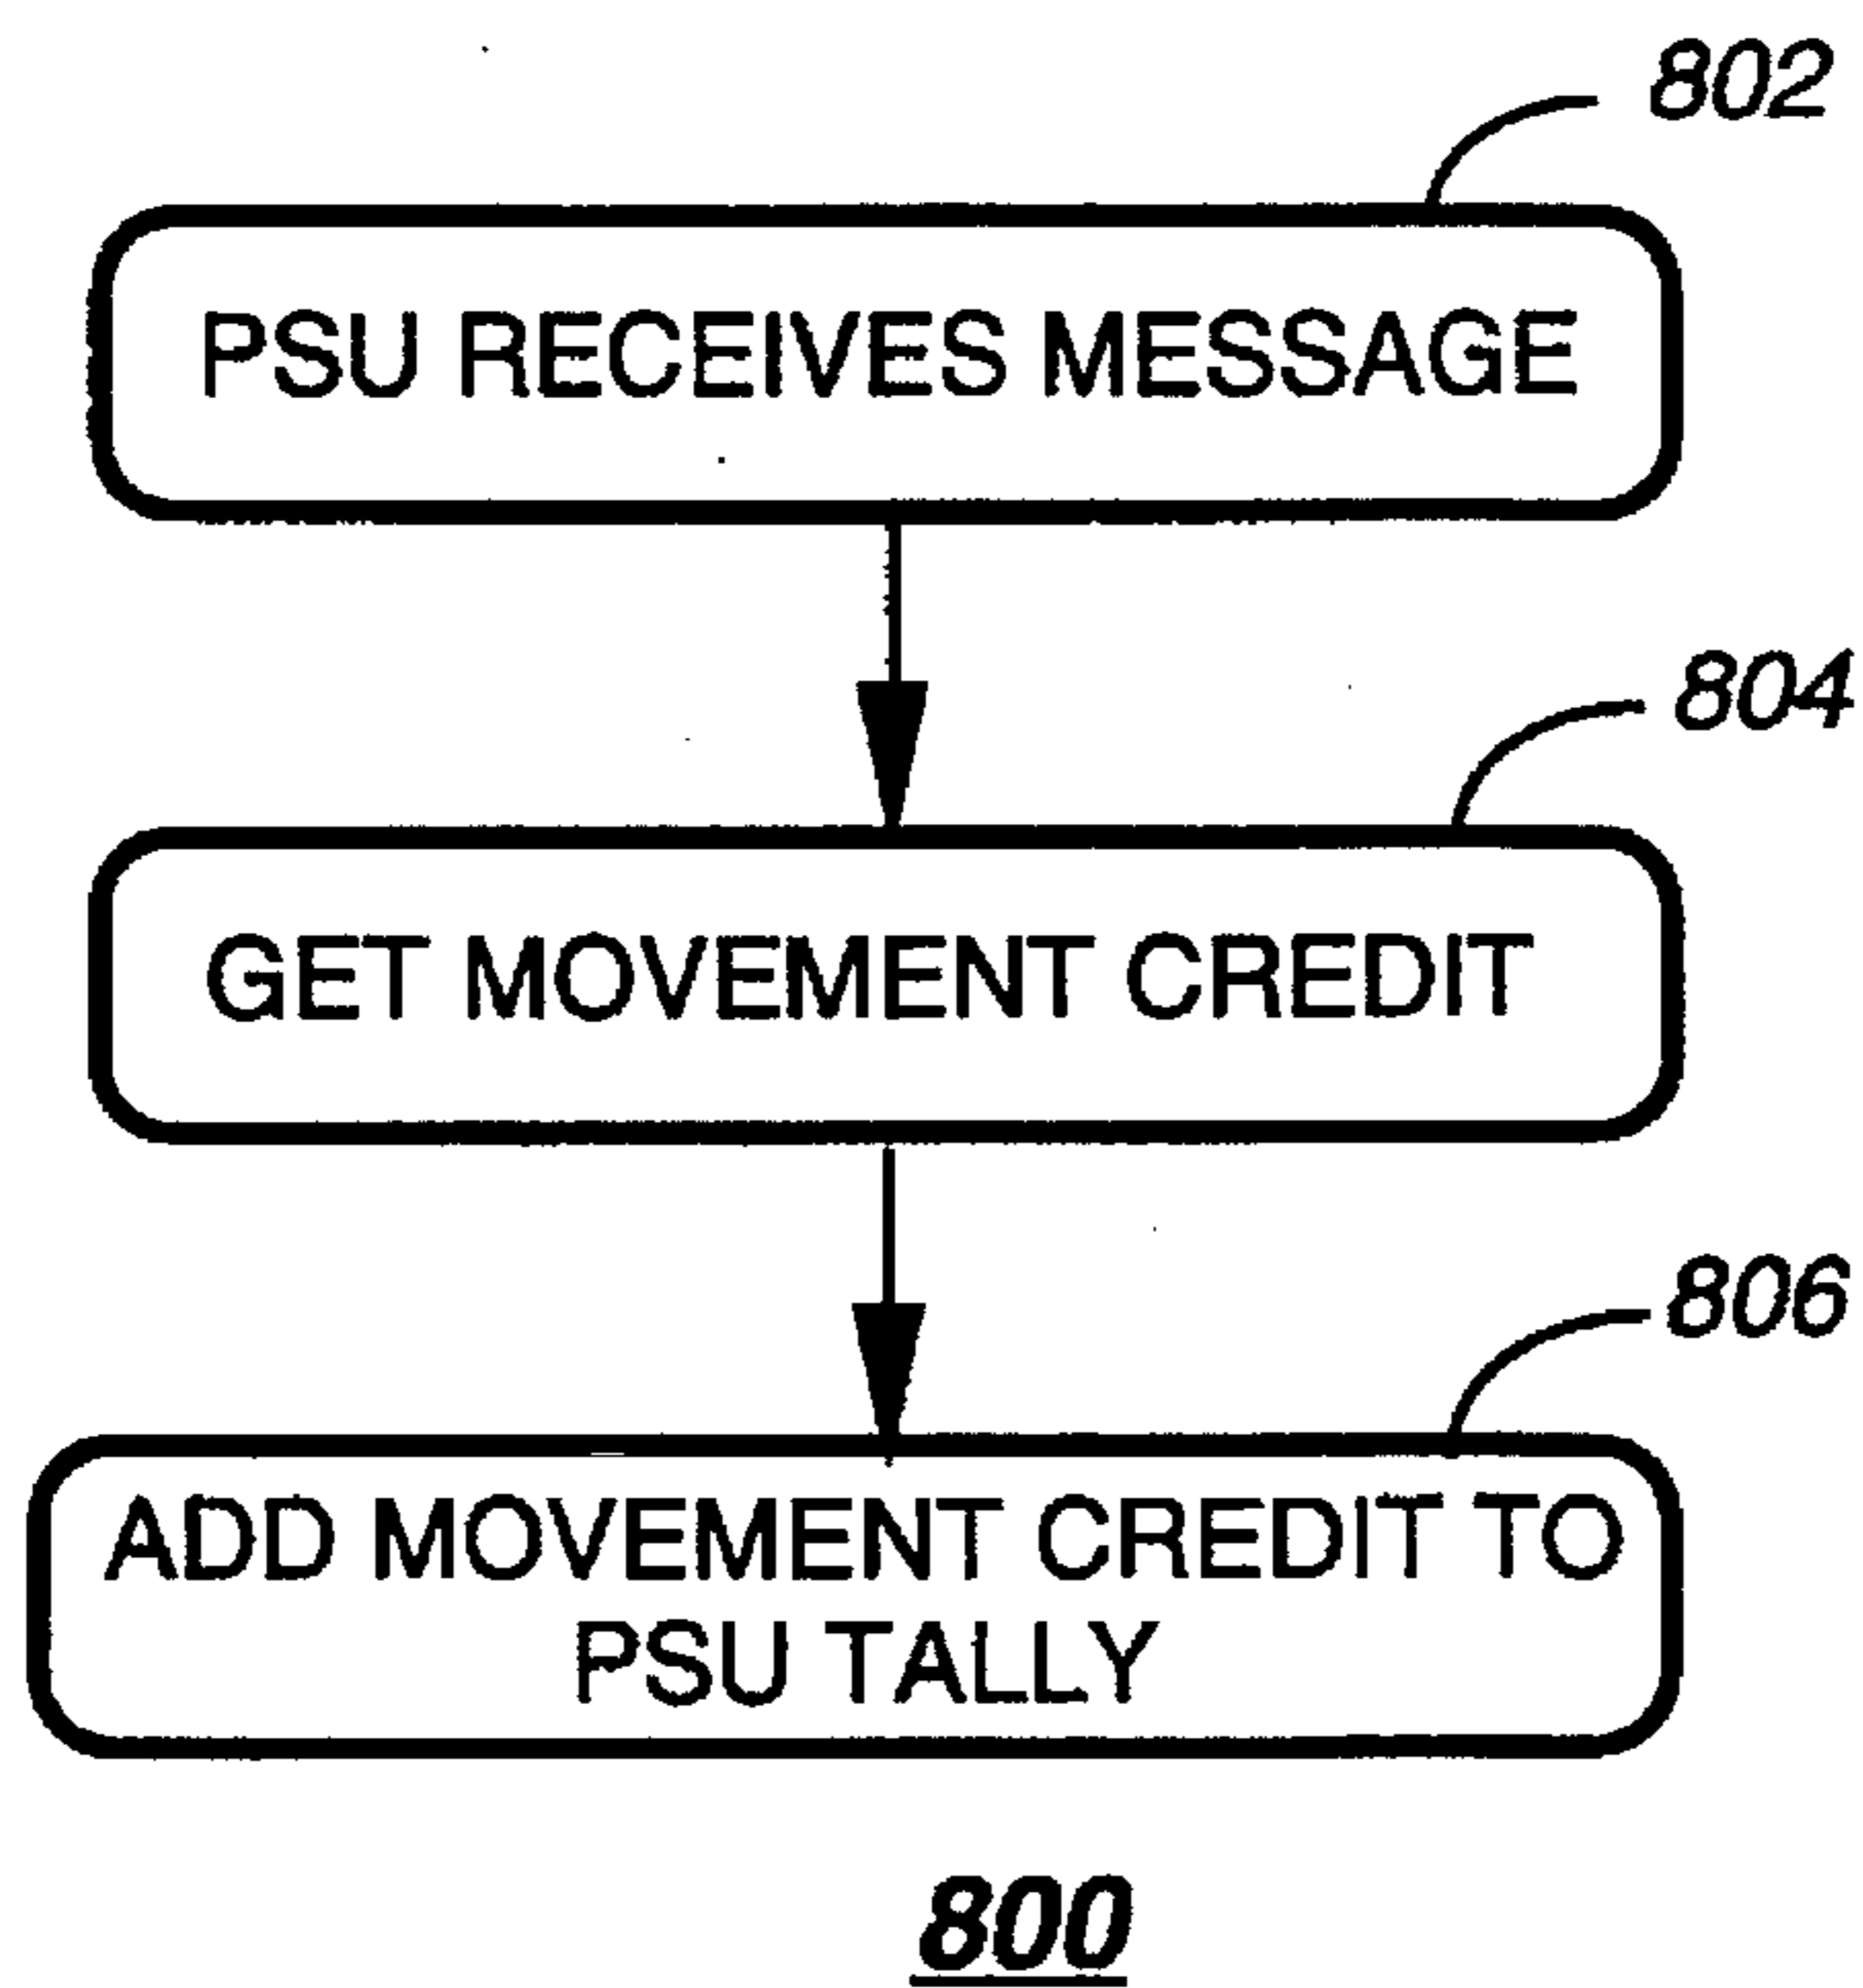 802
PSU RECEIVES MESSAGE
804
GET MOVEMENT CREDIT
806
ADD MOVEMENT CREDIT TO
PSU TALLY
800